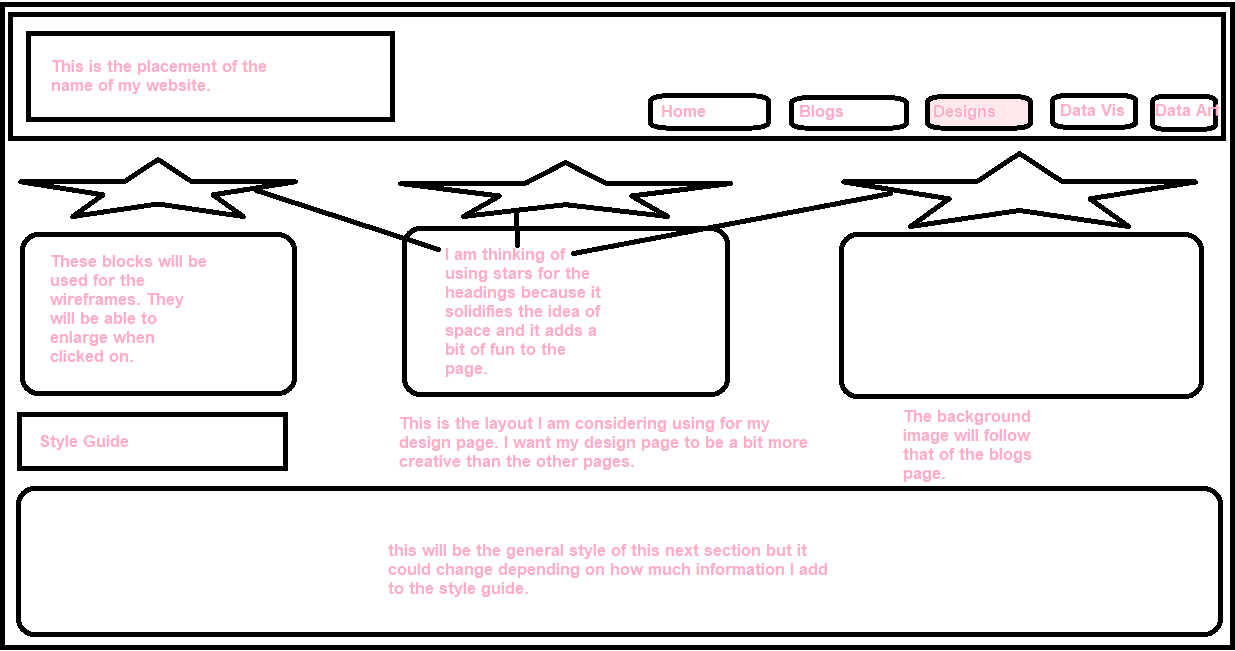 This is the placement of the
name of my website.
Home
Blogs
Designs
Data Vis
Data Art
These blocks will be
used for the
wireframes. They
will be able to
enlarge when
clicked on.
I am thinking of
using stars for the
headings because it
solidifies the idea of
space and it adds a
bit of fun to the
page.
Style Guide
This is the layout I am considering using for my
design page. I want my design page to be a bit more
creative than the other pages.
The background
image will follow
that of the blogs
page.
this will be the general style of this next section but it
could change depending on how much information I add
to the style guide.